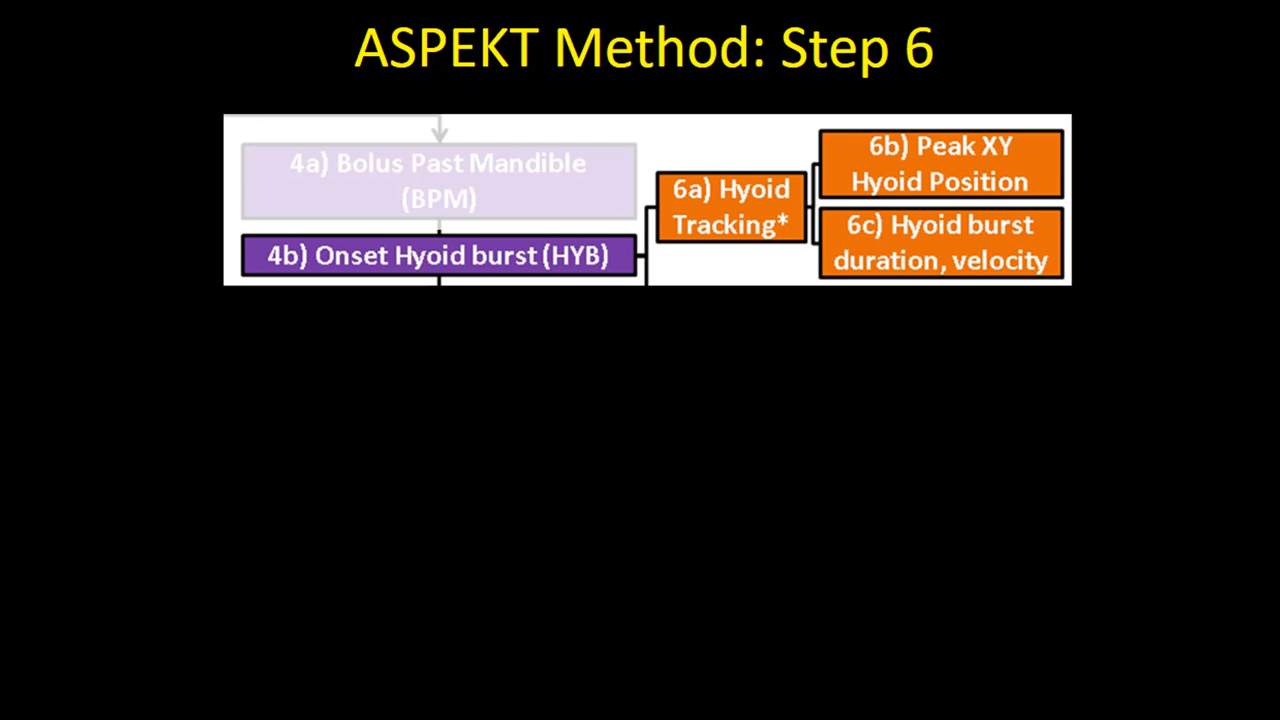 ASPEKT Method: Step 6
4a) Bolus Past Mandible
(BPM)
4b) Onset Hyoid burst (HYB)
6a) Hyoid
Tracking*
6b) Peak XY
Hyoid Position
6c) Hyoid burst
duration, velocity